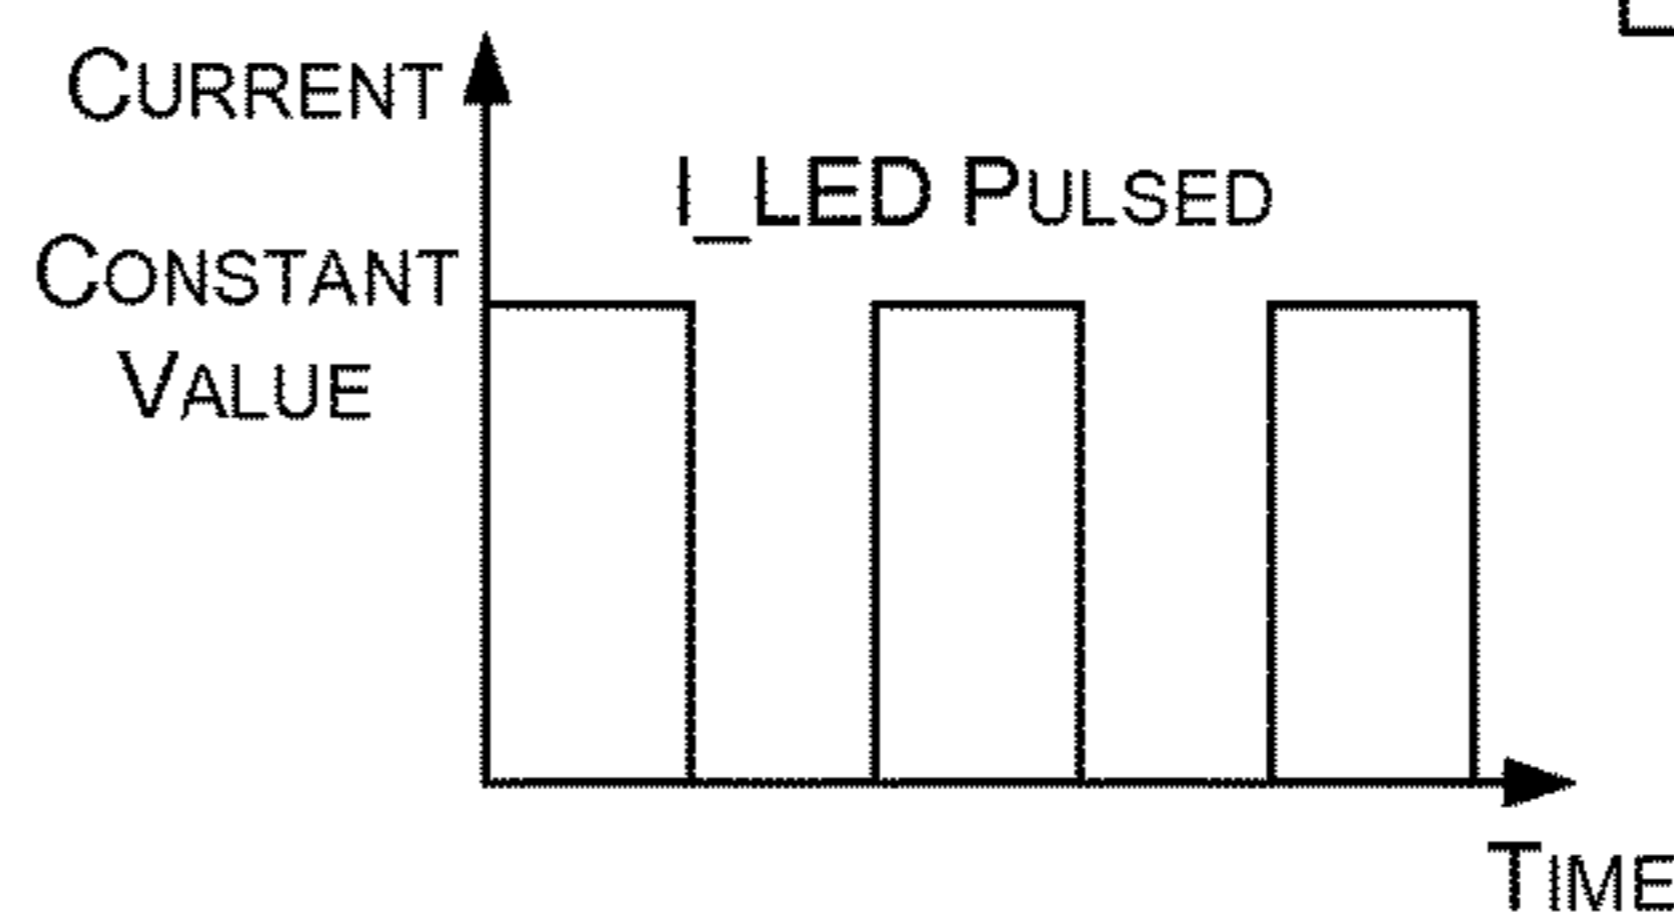 CURRENT
I_LED PULSED
CONSTANT
VALUE
TIME